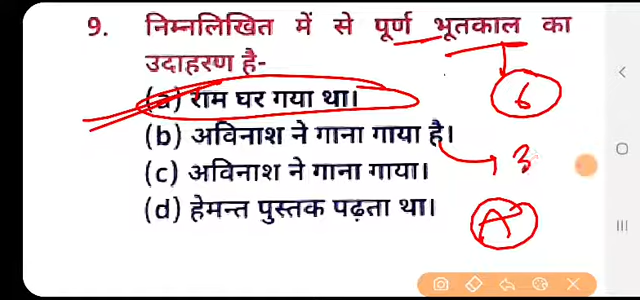 9. निम्नलिखित में से पूर्ण भूतकाल का
उदाहरण है-
(a) राम घर गया था।
6
(b) अविनाश ने गाना गाया है।
3
(c) अविनाश ने गाना गाया।
(d) हेमन्त पुस्तक पढ़ता था।
A